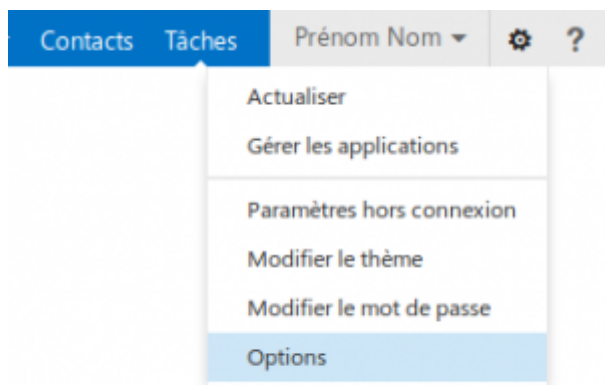 Contacts Tâches Prénom Nom ?
Actualiser
Gérer les applications
Paramètres hors connexion
Modifier le thème
Modifier le mot de passe
Options